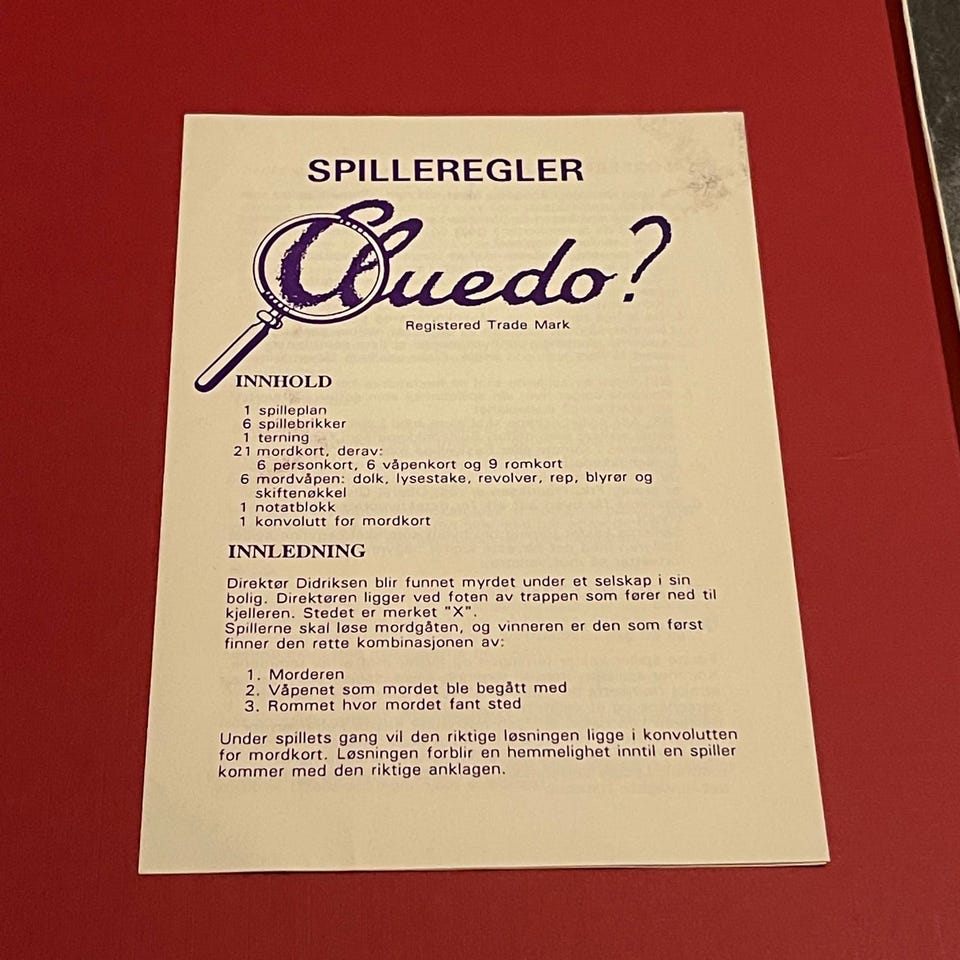 SPILLEREGLER
Cluedo?
Registered Trade Mark
INNHOLD
1 spilleplan
6 spillebrikker
1 terning
21 mordkort, derav:
6 personkort, 6 våpenkort og 9 romkort
6 mordvåpen: dolk, lysestake, revolver, rep, blyrør og
skiftenøkkel
1 notatblokk
1 konvolutt for mordkort
INNLEDNING
Direktør Didriksen blir funnet myrdet under et selskap i sin
bolig. Direktøren ligger ved foten av trappen som fører ned til
kjelleren. Stedet er merket "X".
Spillerne skal løse mordgåten, og vinneren er den som først
finner den rette kombinasjonen av:
1. Morderen
2. Våpenet som mordet ble begått med
3. Rommet hvor mordet fant sted
Under spillets gang vil den riktige løsningen ligge i konvolutten
for mordkort. Løsningen forblir en hemmelighet inntil en spiller
kommer med den riktige anklagen.